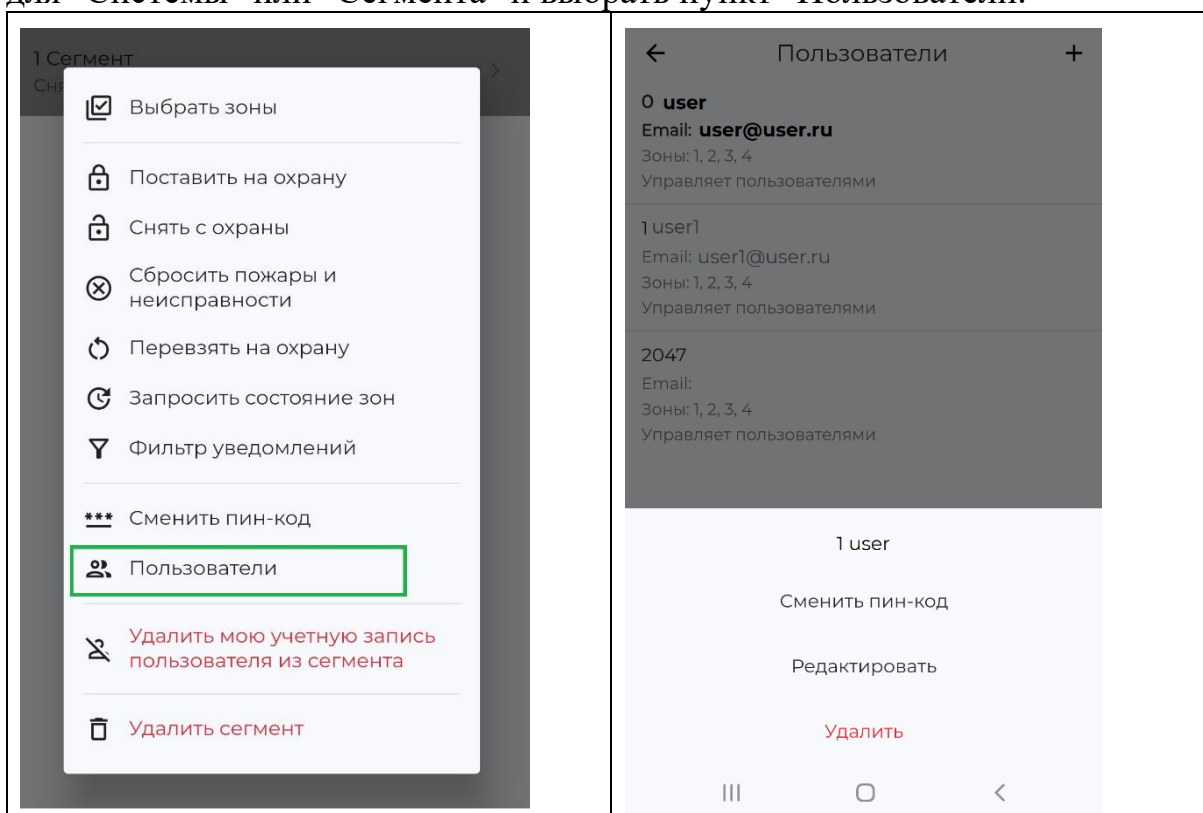 для "Системы" или "Сегмента" и выбрать пункт "Пользователи.
1 Сегмент
Выбрать зоны
Поставить на охрану
Снять с охраны
Сбросить пожары и
неисправности
Перевзять на охрану
Запросить состояние зон
Фильтр уведомлений
*** Сменить пин-код
Пользователи
Удалить мою учетную запись
пользователя из сегмента
Удалить сегмент
Пользователи
0 user
Email: user@user.ru
Зоны: 1, 2, 3, 4
Управляет пользователями
1 user1
Email: user1@user.ru
Зоны: 1, 2, 3, 4
Управляет пользователями
2047
Email:
Зоны: 1, 2, 3, 4
Управляет пользователями
1 user
Сменить пин-код
Редактировать
Удалить